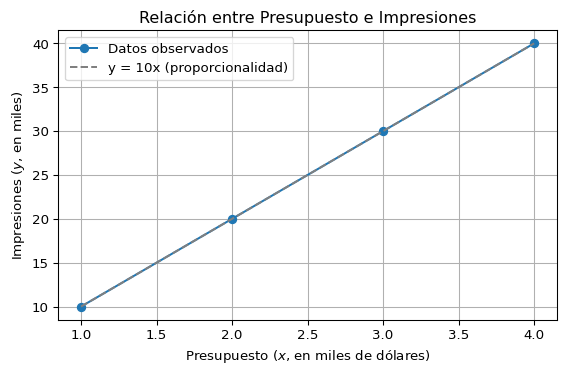 Relación entre Presupuesto e Impresiones
Datos observados
y = 10x (proporcionalidad)
Impresiones (y, en miles)
40
35
30
25
20
15
10
1.0 1.5 2.0 2.5 3.0 3.5 4.0
Presupuesto (x, en miles de dólares)